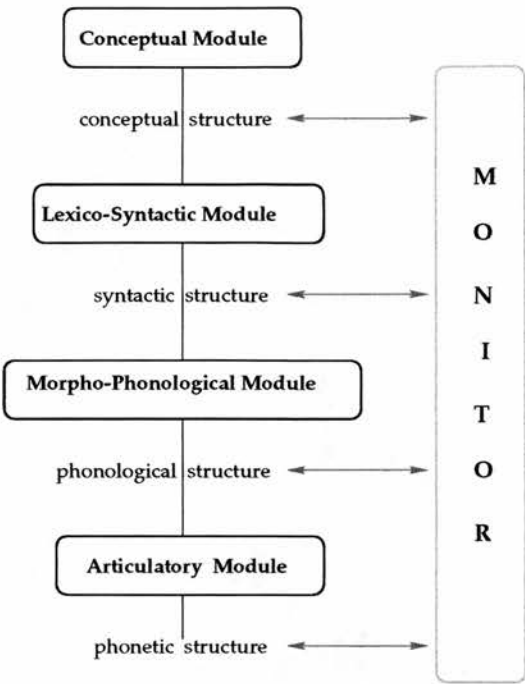 Conceptual Module
conceptual structure
Lexico-Syntactic Module
syntactic structure
Morpho-Phonological Module
phonological structure
Articulatory Module
phonetic structure
M
O
N
I
T
O
R